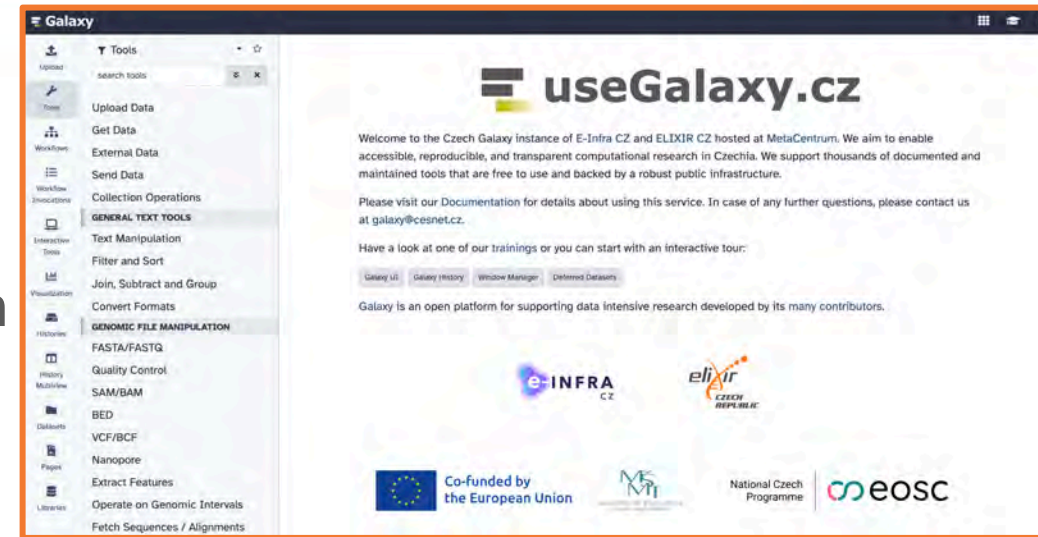 Galaxy
Upload
Tools
Workflows
Workflow
Invocations
Interactive
Tools
Visualization
Histories
History
Multiview
Datasets
Pages
Libraries
Tools
search tools
Upload Data
Get Data
External Data
Send Data
Collection Operations
GENERAL TEXT TOOLS
Text Manipulation
Filter and Sort
Join, Subtract and Group
Convert Formats
GENOMIC FILE MANIPULATION
FASTA/FASTQ
Quality Control
SAM/BAM
BED
VCF/BCF
Nanopore
Extract Features
Operate on Genomic Intervals
Fetch Sequences / Alignments
useGalaxy.cz
Welcome to the Czech Galaxy instance of E-Infra CZ and ELIXIR CZ hosted at MetaCentrum. We aim to enable
accessible, reproducible, and transparent computational research in Czechia. We support thousands of documented and
maintained tools that are free to use and backed by a robust public infrastructure.
Please visit our Documentation for details about using this service. In case of any further questions, please contact us
at galaxy@cesnet.cz.
Have a look at one of our trainings or you can start with an interactive tour:
Galaxy UI Galaxy History Window Manager Deferred Datasets
Galaxy is an open platform for supporting data intensive research developed by its many contributors.
e-INFRA
CZ
elixir
CZECH
REPUBLIC
Co-funded by
the European Union
National Czech
Programme
eosc